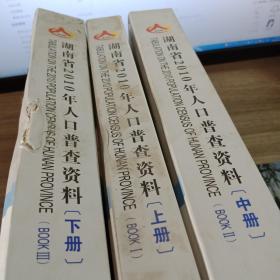 湖南省2010年人口普查资料〔下册〕
TABULATION ON THE 2010 POPULATION CENSUS OF HUNAN PROVINCE
(BOOK III)
湖南省2010年人口普查资料〔上册〕
TABULATION ON THE 2010 POPULATION CENSUS OF HUNAN PROVINCE
(BOOK I)
湖南省2010年人口普查资料〔中册〕
TABULATION ON THE 2010 POPULATION CENSUS OF HUNAN PROVINCE
(BOOK II)